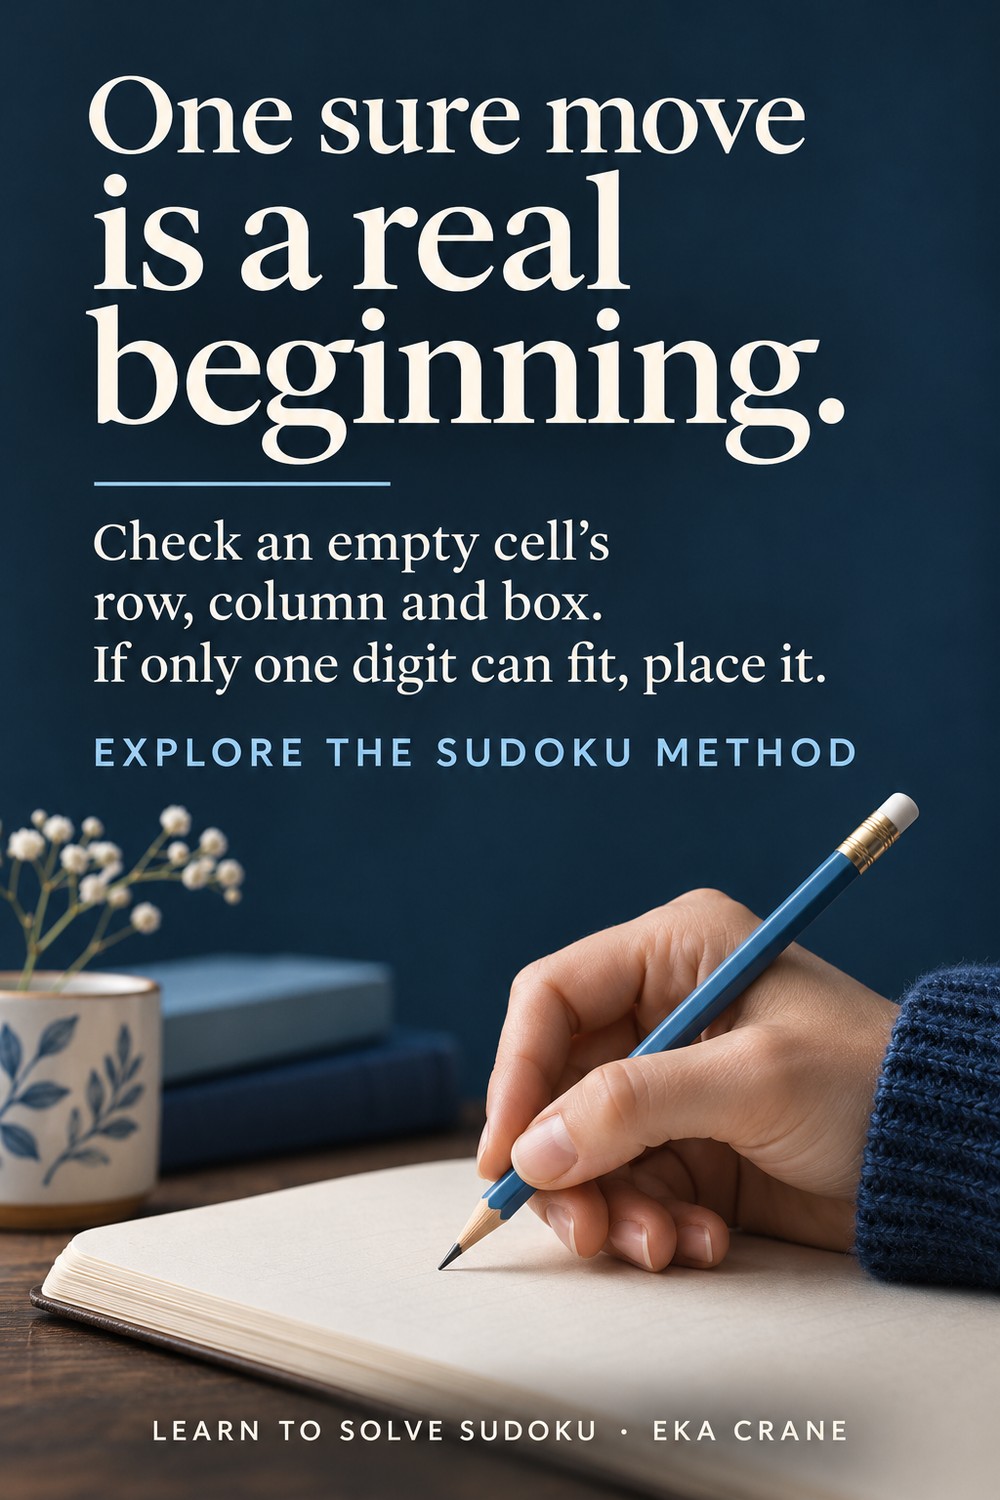 One sure move
is a real
beginning.
Check an empty cell’s
row, column and box.
If only one digit can fit, place it.
EXPLORE THE SUDOKU METHOD
LEARN TO SOLVE SUDOKU · EKA CRANE